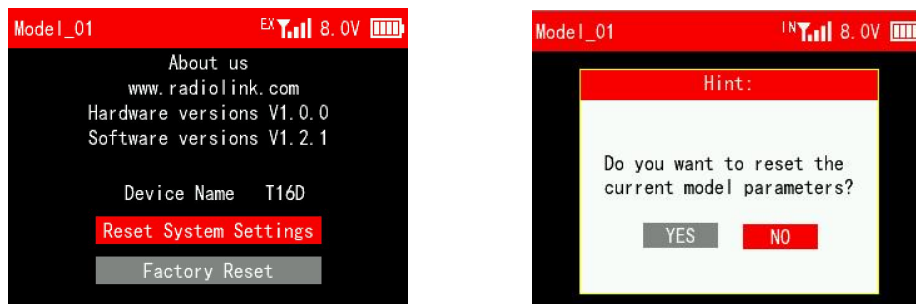 Model_01 EX 8.0V
About us
www.radiolink.com
Hardware versions V1.0.0
Software versions V1.2.1
Device Name T16D
Reset System Settings
Factory Reset
Model_01 IN 8.0V
Hint:
Do you want to reset the
current model parameters?
YES NO